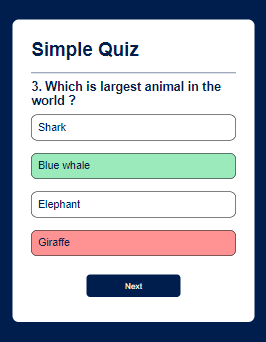 Simple Quiz
3. Which is largest animal in the
world ?
Shark
Blue whale
Elephant
Giraffe
Next